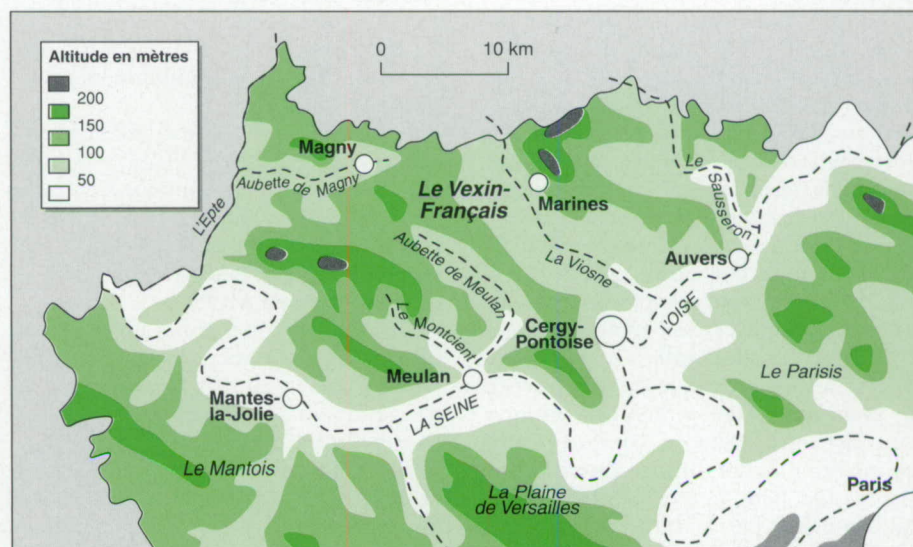 Altitude en mètres
200
150
100
50
0
10 km
Magny
Aubette de Magny
L'Epte
Le Vexin-
Français
Marines
Le
Sausseron
Auvers
La Viosne
L'OISE
Aubette de Meulan
Le Montcient
Cergy-
Pontoise
Meulan
Mantes-
la-Jolie
LA SEINE
Le Parisis
Le Mantois
La Plaine
de Versailles
Paris